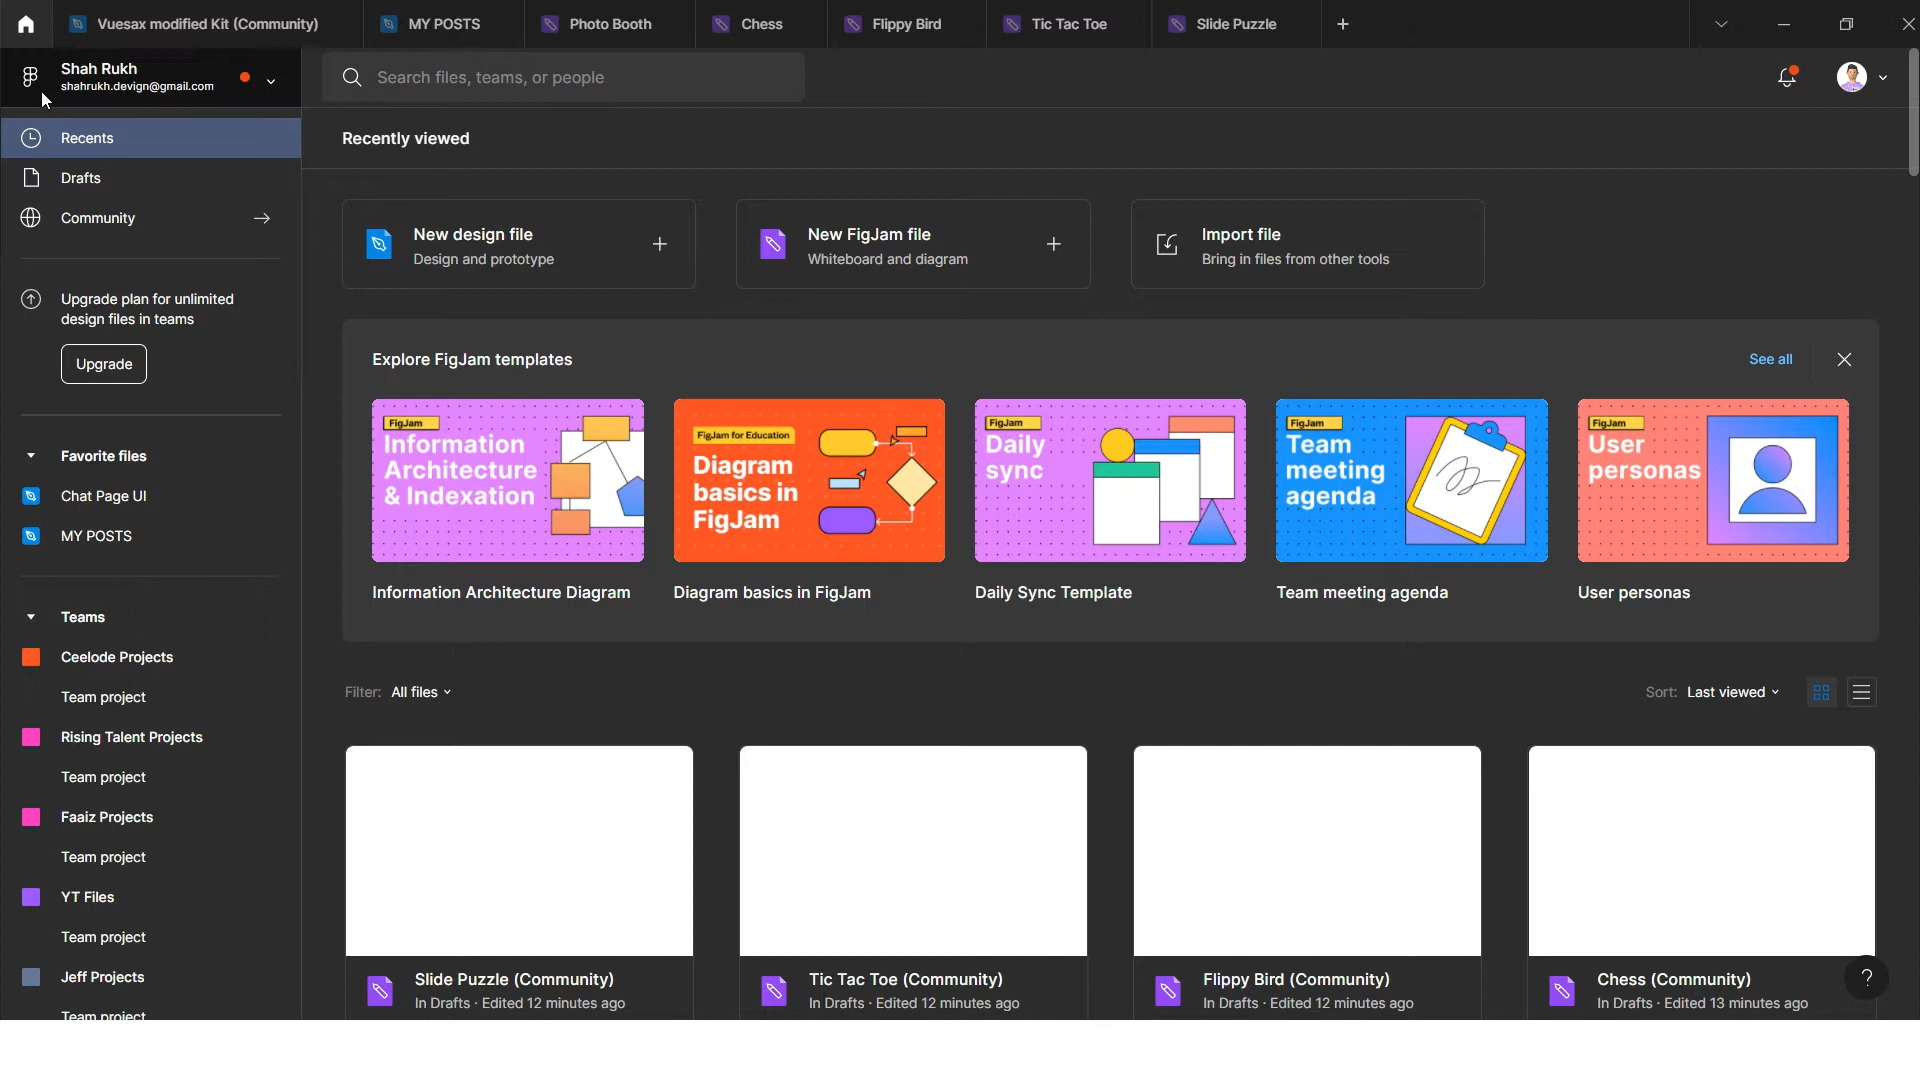 Vuesax modified Kit (Community)
MY POSTS
Photo Booth
Chess
Flippy Bird
Tic Tac Toe
Slide Puzzle
Shah Rukh
shahrukh.devign@gmail.com
Search files, teams, or people
Recents
Drafts
Community
Upgrade plan for unlimited
design files in teams
Upgrade
Favorite files
Chat Page UI
MY POSTS
Teams
Ceelode Projects
Team project
Rising Talent Projects
Team project
Faaiz Projects
Team project
YT Files
Team project
Jeff Projects
Team project
Recently viewed
New design file
Design and prototype
New FigJam file
Whiteboard and diagram
Import file
Bring in files from other tools
Explore FigJam templates
See all
FigJam
Information
Architecture
& Indexation
FigJam for Education
Diagram
basics in
FigJam
FigJam
Daily
sync
FigJam
Team
meeting
agenda
FigJam
User
personas
Information Architecture Diagram
Diagram basics in FigJam
Daily Sync Template
Team meeting agenda
User personas
Filter: All files
Sort: Last viewed
Slide Puzzle (Community)
In Drafts · Edited 12 minutes ago
Tic Tac Toe (Community)
In Drafts · Edited 12 minutes ago
Flippy Bird (Community)
In Drafts · Edited 12 minutes ago
Chess (Community)
In Drafts · Edited 13 minutes ago
?